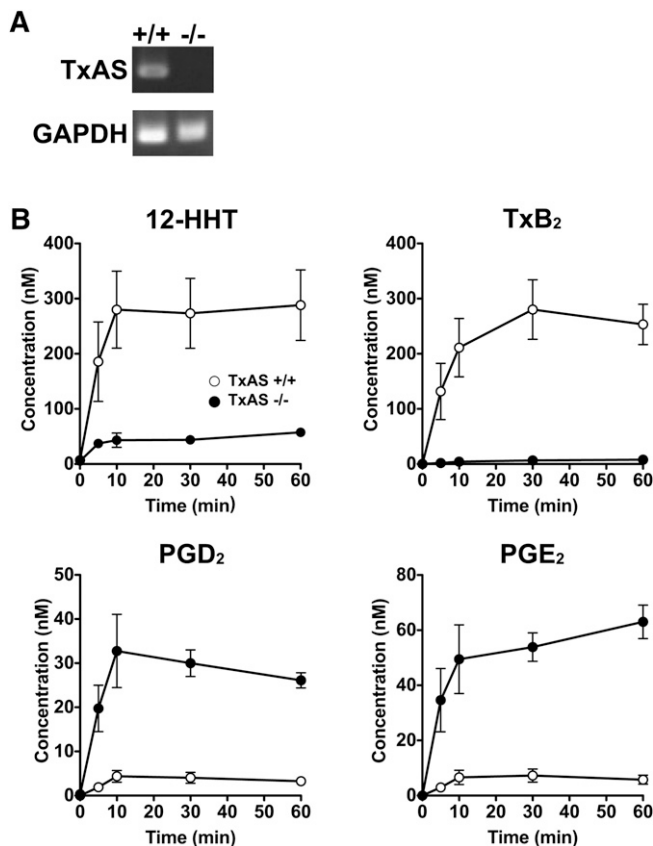 A
+/+ -/-
TxAS
GAPDH
B
12-HHT
Concentration (nM)
400
300
200
100
0
TxAS +/+
TxAS -/-
0 10 20 30 40 50 60
Time (min)
TxB₂
Concentration (nM)
400
300
200
100
0
0 10 20 30 40 50 60
Time (min)
PGD₂
Concentration (nM)
50
40
30
20
10
0
0 10 20 30 40 50 60
Time (min)
PGE₂
Concentration (nM)
80
60
40
20
0
0 10 20 30 40 50 60
Time (min)